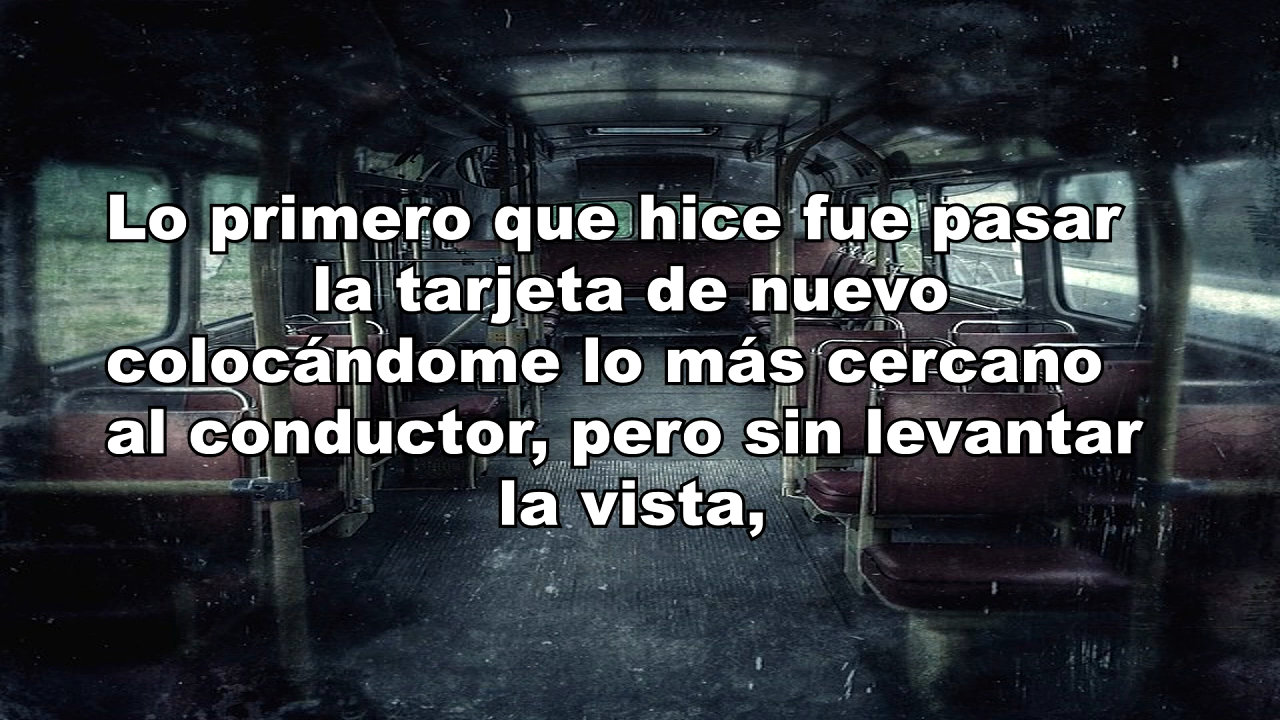 Lo primero que hice fue pasar
la tarjeta de nuevo
colocándome lo más cercano
al conductor, pero sin levantar
la vista,